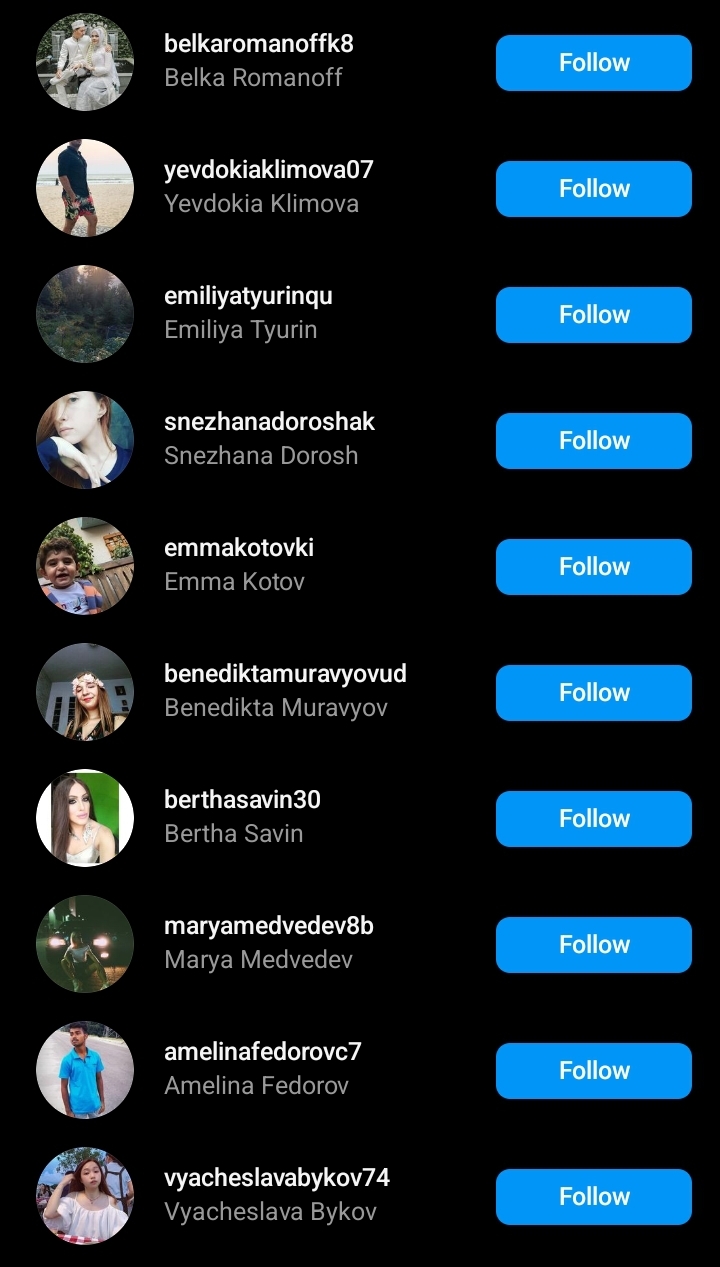 belkaromanoffk8
Belka Romanoff
Follow
yevdokiaklimova07
Yevdokia Klimova
Follow
emiliyatyurinqu
Emiliya Tyurin
Follow
snezhanadoroshak
Snezhana Dorosh
Follow
emmakotovki
Emma Kotov
Follow
benediktamuravyovud
Benedikta Muravyov
Follow
berthasavin30
Bertha Savin
Follow
maryamedvedev8b
Marya Medvedev
Follow
amelinafedorovc7
Amelina Fedorov
Follow
vyacheslavabykov74
Vyacheslava Bykov
Follow